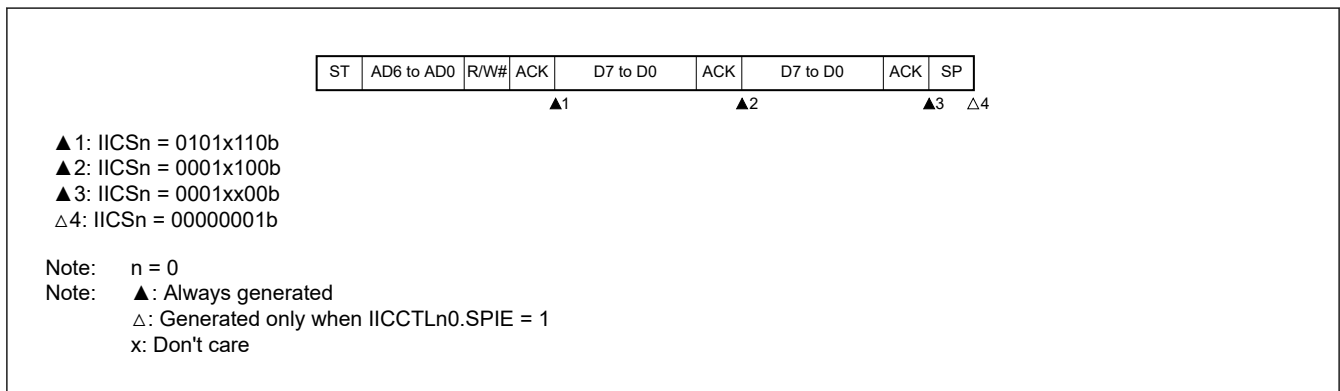 ST AD6 to AD0 R/W# ACK D7 to D0 ACK D7 to D0 ACK SP
▲1 ▲2 ▲3 △4
▲1: IICSn = 0101x110b
▲2: IICSn = 0001x100b
▲3: IICSn = 0001xx00b
△4: IICSn = 00000001b
Note: n = 0
Note: ▲: Always generated
△: Generated only when IICCTLn0.SPIE = 1
x: Don't care